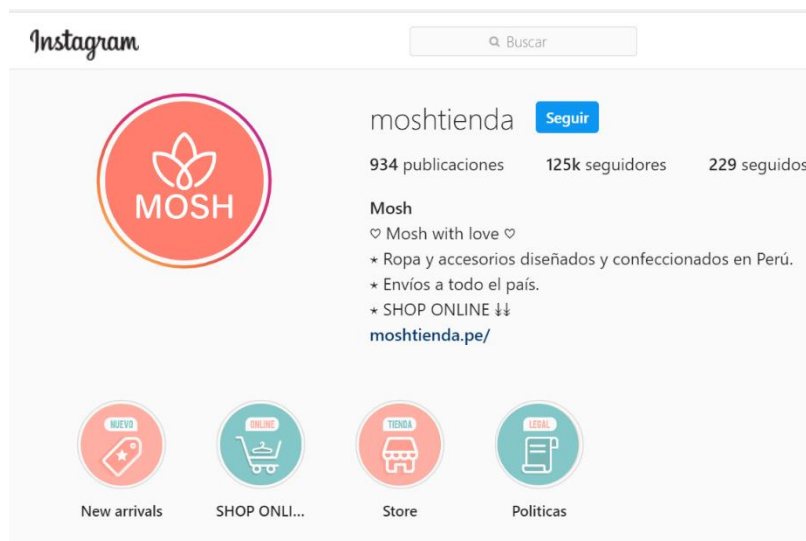 Instagram
Buscar
moshtienda Seguir
934 publicaciones 125k seguidores 229 seguidos
MOSH
Mosh
♡ Mosh with love ♡
⋆ Ropa y accesorios diseñados y confeccionados en Perú.
⋆ Envíos a todo el país.
⋆ SHOP ONLINE ↡↡
moshtienda.pe/
NUEVO ONLINE TIENDA LEGAL
New arrivals SHOP ONLI... Store Politicas